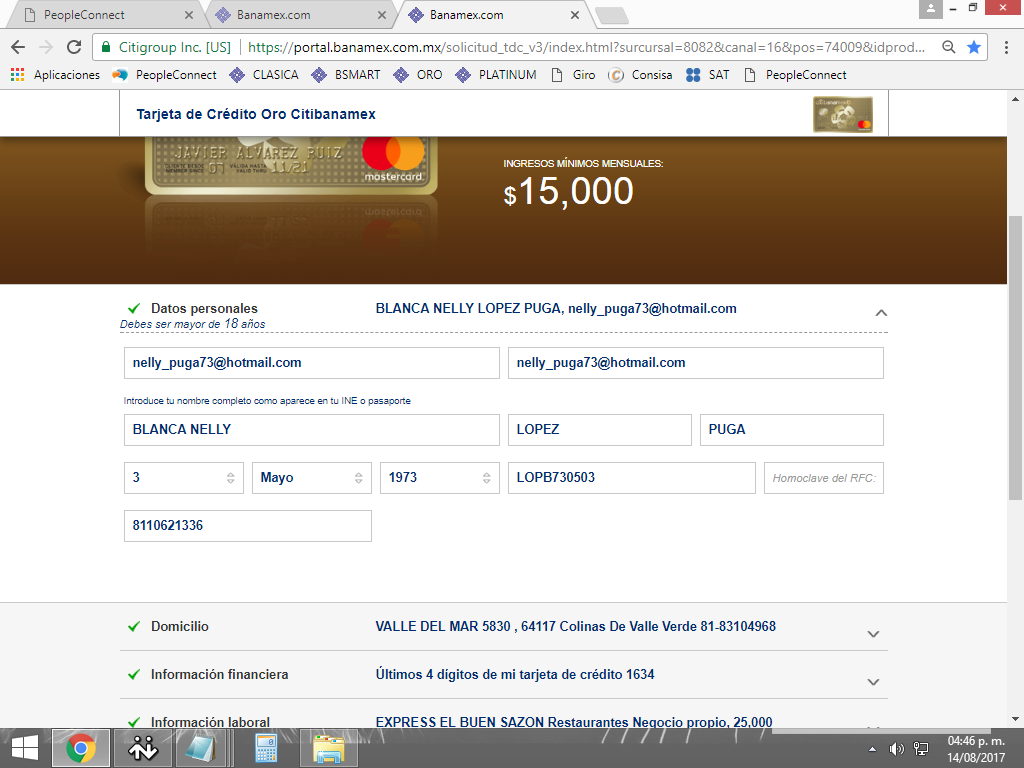 PeopleConnect
Banamex.com
Banamex.com
Citigroup Inc. [US]
https://portal.banamex.com.mx/solicitud_tdc_v3/index.html?surcursal=8082&canal=16&pos=74009&idprod...
Aplicaciones
PeopleConnect
CLASICA
BSMART
ORO
PLATINUM
Giro
Consisa
SAT
PeopleConnect
Tarjeta de Crédito Oro Citibanamex
JAVIER ALVAREZ RUIZ
07
11/21
mastercard
INGRESOS MÍNIMOS MENSUALES:
$15,000
Datos personales
BLANCA NELLY LOPEZ PUGA, nelly_puga73@hotmail.com
Debes ser mayor de 18 años
nelly_puga73@hotmail.com
nelly_puga73@hotmail.com
Introduce tu nombre completo como aparece en tu INE o pasaporte
BLANCA NELLY
LOPEZ
PUGA
3
Mayo
1973
LOPB730503
Homoclave del RFC:
8110621336
Domicilio
VALLE DEL MAR 5830 , 64117 Colinas De Valle Verde 81-83104968
Información financiera
Últimos 4 dígitos de mi tarjeta de crédito 1634
Información laboral
EXPRESS EL BUEN SAZON Restaurantes Negocio propio, 25,000
04:46 p. m.
14/08/2017